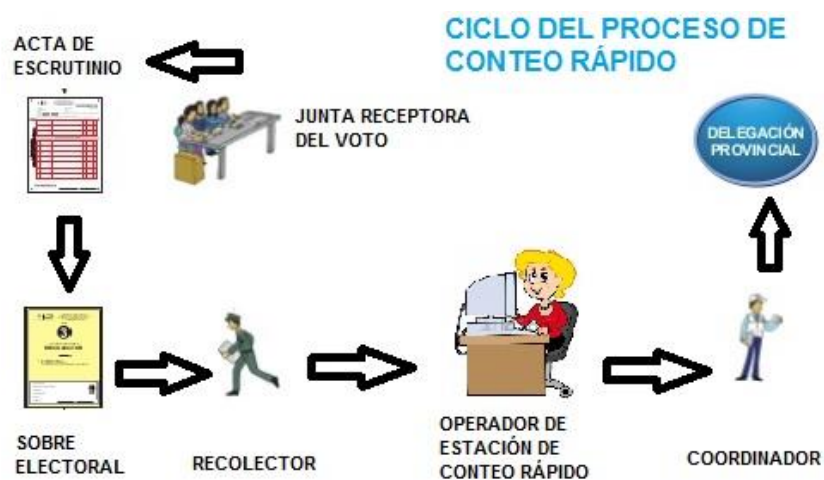 CICLO DEL PROCESO DE
CONTEO RÁPIDO
ACTA DE
ESCRUTINIO
JUNTA RECEPTORA
DEL VOTO
DELEGACIÓN
PROVINCIAL
3
SOBRE
ELECTORAL
RECOLECTOR
OPERADOR DE
ESTACIÓN DE
CONTEO RÁPIDO
COORDINADOR